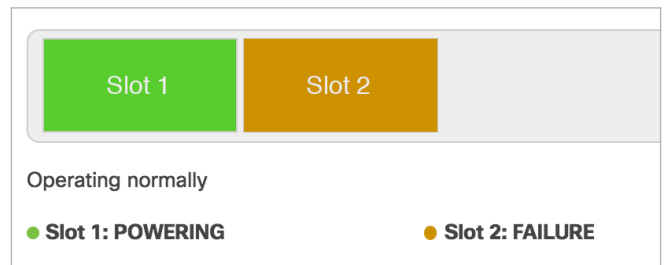 Slot 1 Slot 2
Operating normally
Slot 1: POWERING Slot 2: FAILURE